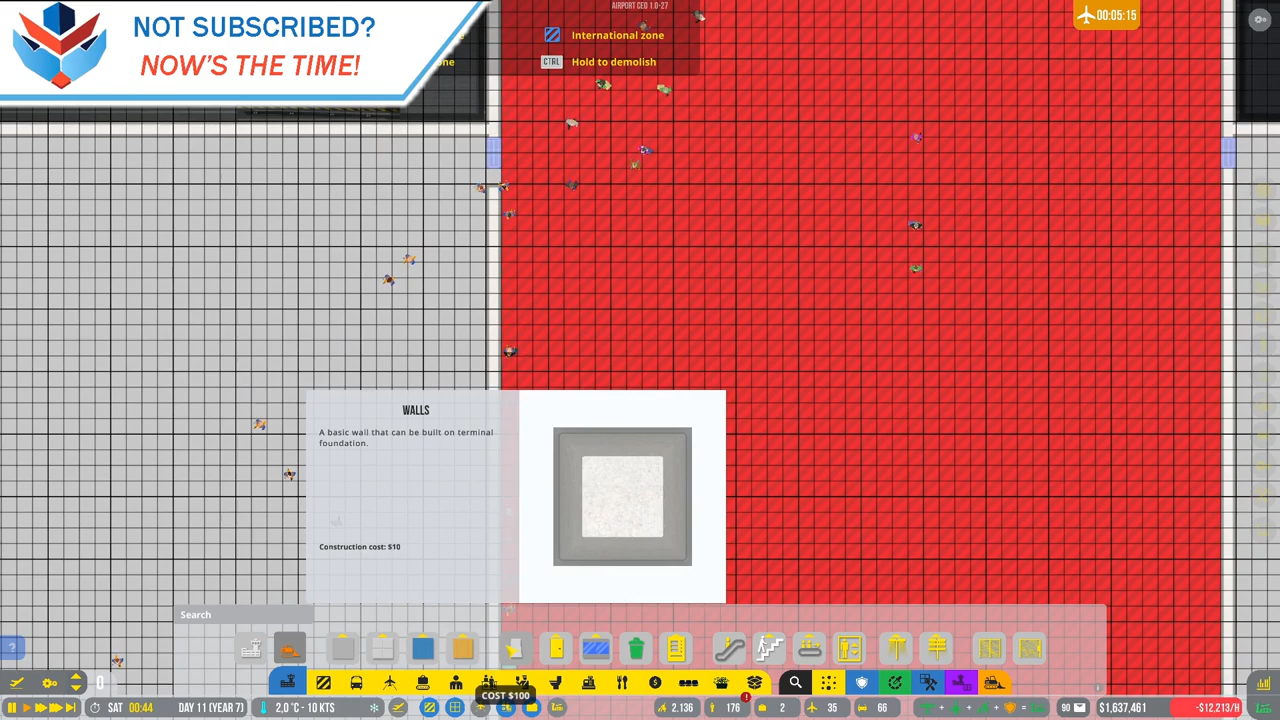 NOT SUBSCRIBED?
NOW'S THE TIME!
AIRPORT CEO 1.0-27
International zone
CTRL Hold to demolish
00:05:15
WALLS
A basic wall that can be built on terminal
foundation.
Construction cost: $10
Search
?
COST $100
0
SAT 00:44 DAY 11 (YEAR 7) 2,0 °C - 10 KTS
2.136 176 2 35 66 90 $1,637,461 -$12,213/H